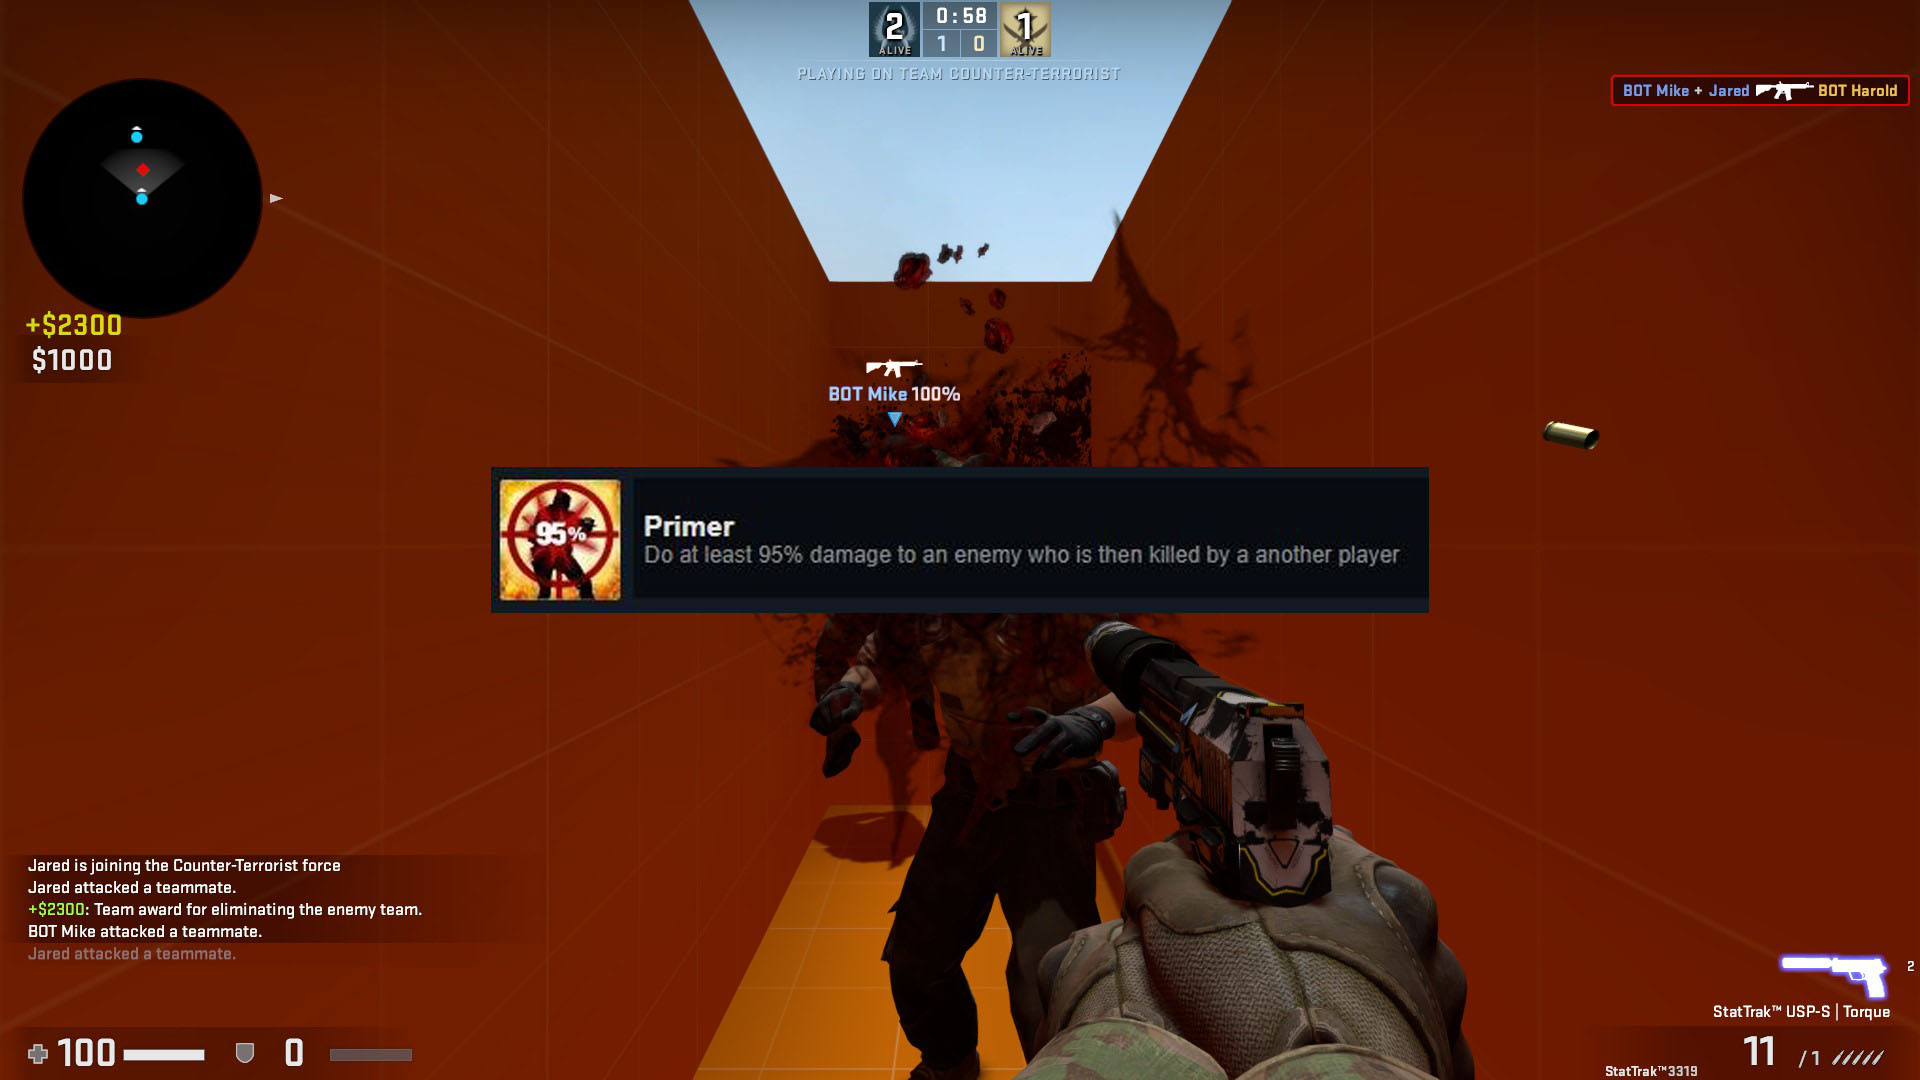 2
ALIVE
0:58
1 0
1
ALIVE
PLAYING ON TEAM COUNTER-TERRORIST
BOT Mike + Jared BOT Harold
+$2300
$1000
BOT Mike 100%
95%
Primer
Do at least 95% damage to an enemy who is then killed by a another player
Jared is joining the Counter-Terrorist force
Jared attacked a teammate.
+$2300: Team award for eliminating the enemy team.
BOT Mike attacked a teammate.
Jared attacked a teammate.
100 0
2
StatTrak™ USP-S | Torque
11 / 1
StatTrak™3319